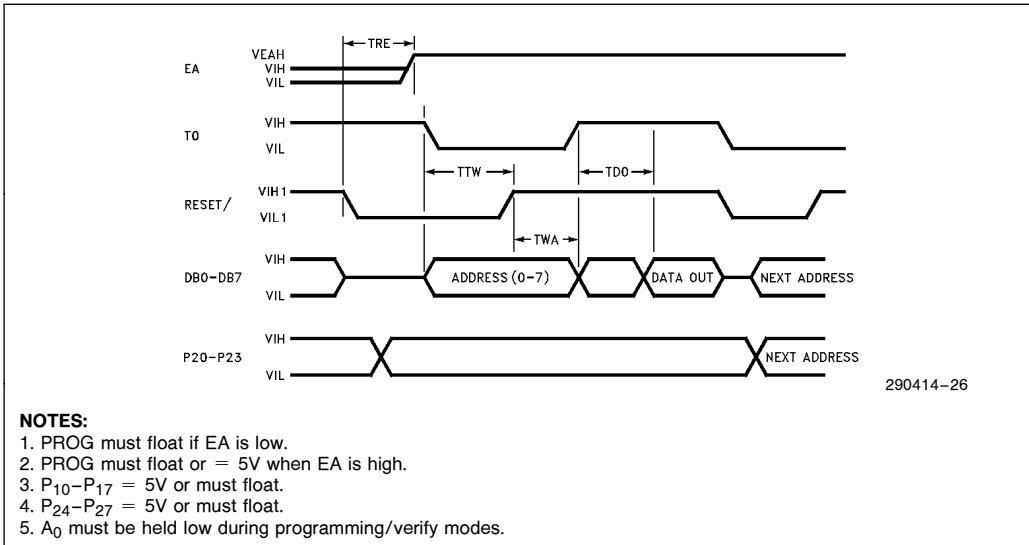 TRE
VEAH
EA VIH
VIL
T0 VIH
VIL
TTW TD0
RESET/ VIH1
VIL1
TWA
DB0-DB7 VIH
VIL
ADDRESS (0-7) DATA OUT NEXT ADDRESS
P20-P23 VIH
VIL
NEXT ADDRESS
290414-26
NOTES:
1. PROG must float if EA is low.
2. PROG must float or = 5V when EA is high.
3. P10–P17 = 5V or must float.
4. P24–P27 = 5V or must float.
5. A0 must be held low during programming/verify modes.